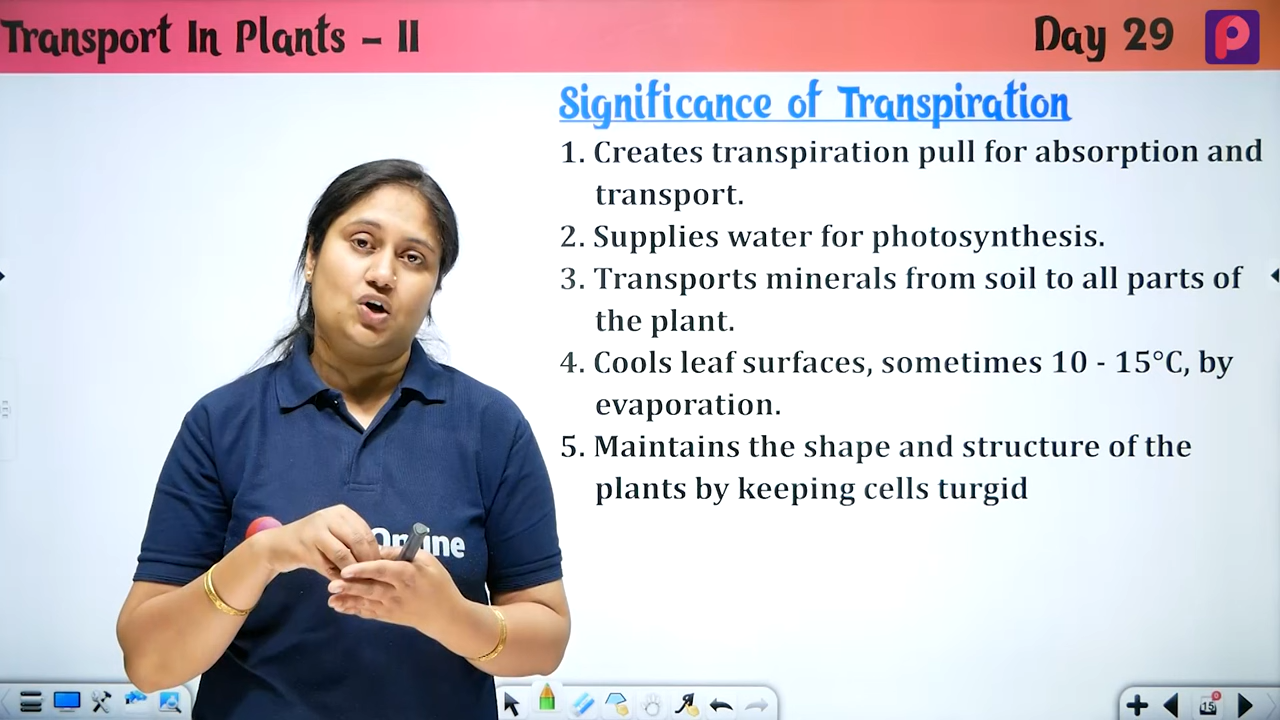 Transport In Plants – II
Day 29
Significance of Transpiration
1. Creates transpiration pull for absorption and
transport.
2. Supplies water for photosynthesis.
3. Transports minerals from soil to all parts of
the plant.
4. Cools leaf surfaces, sometimes 10 - 15°C, by
evaporation.
5. Maintains the shape and structure of the
plants by keeping cells turgid
Online
15